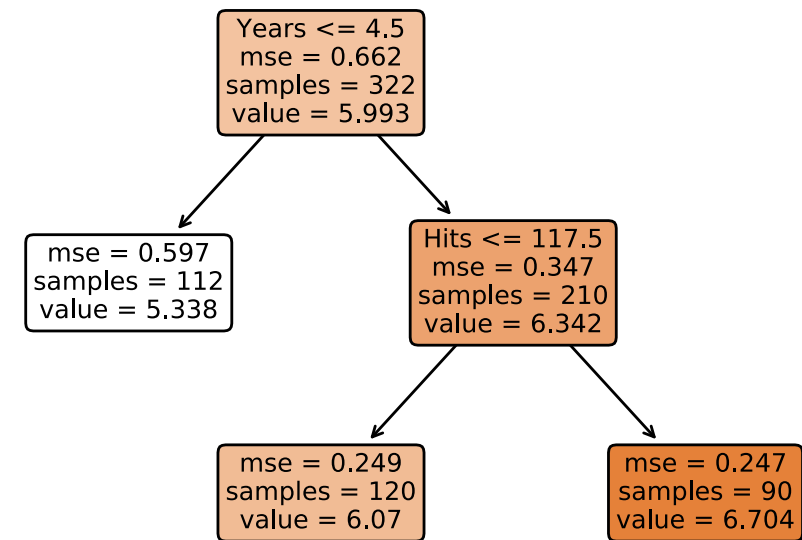 Years <= 4.5
mse = 0.662
samples = 322
value = 5.993
mse = 0.597
samples = 112
value = 5.338
Hits <= 117.5
mse = 0.347
samples = 210
value = 6.342
mse = 0.249
samples = 120
value = 6.07
mse = 0.247
samples = 90
value = 6.704